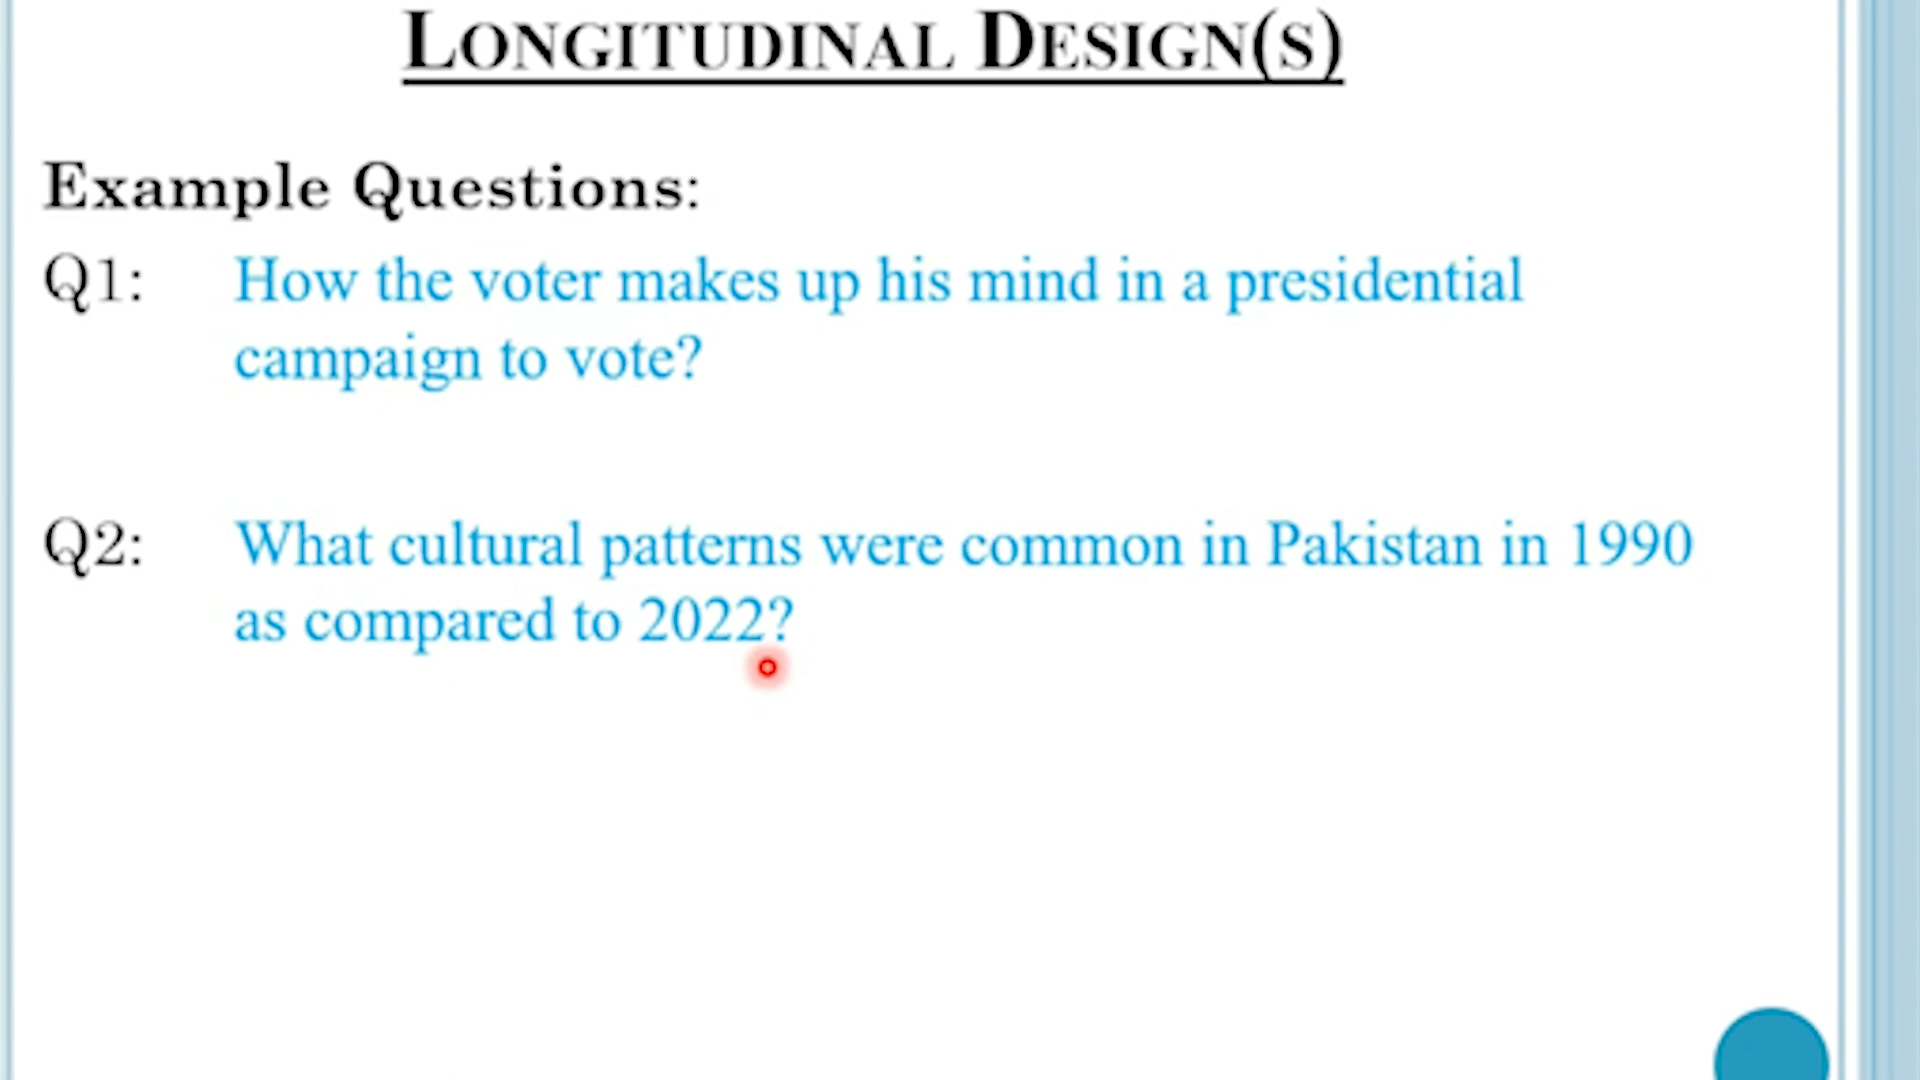 LONGITUDINAL DESIGN(S)
Example Questions:
Q1: How the voter makes up his mind in a presidential
campaign to vote?
Q2: What cultural patterns were common in Pakistan in 1990
as compared to 2022?